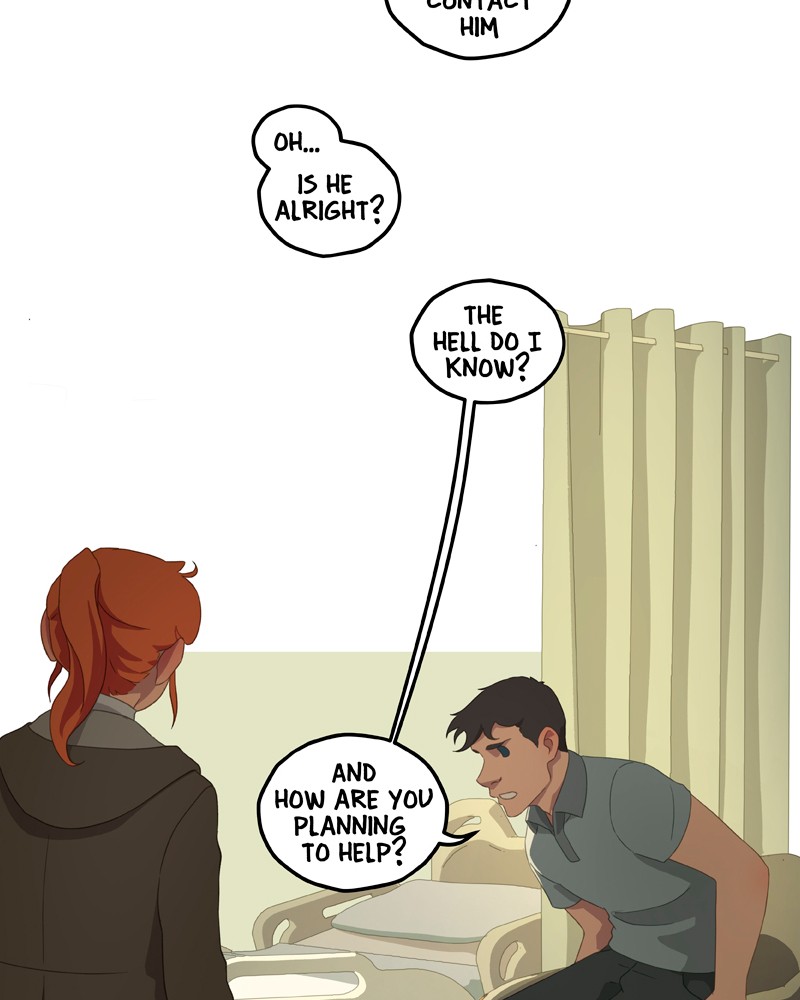 CONTACT
HIM
OH...
IS HE
ALRIGHT?
THE
HELL DO I
KNOW?
AND
HOW ARE YOU
PLANNING
TO HELP?